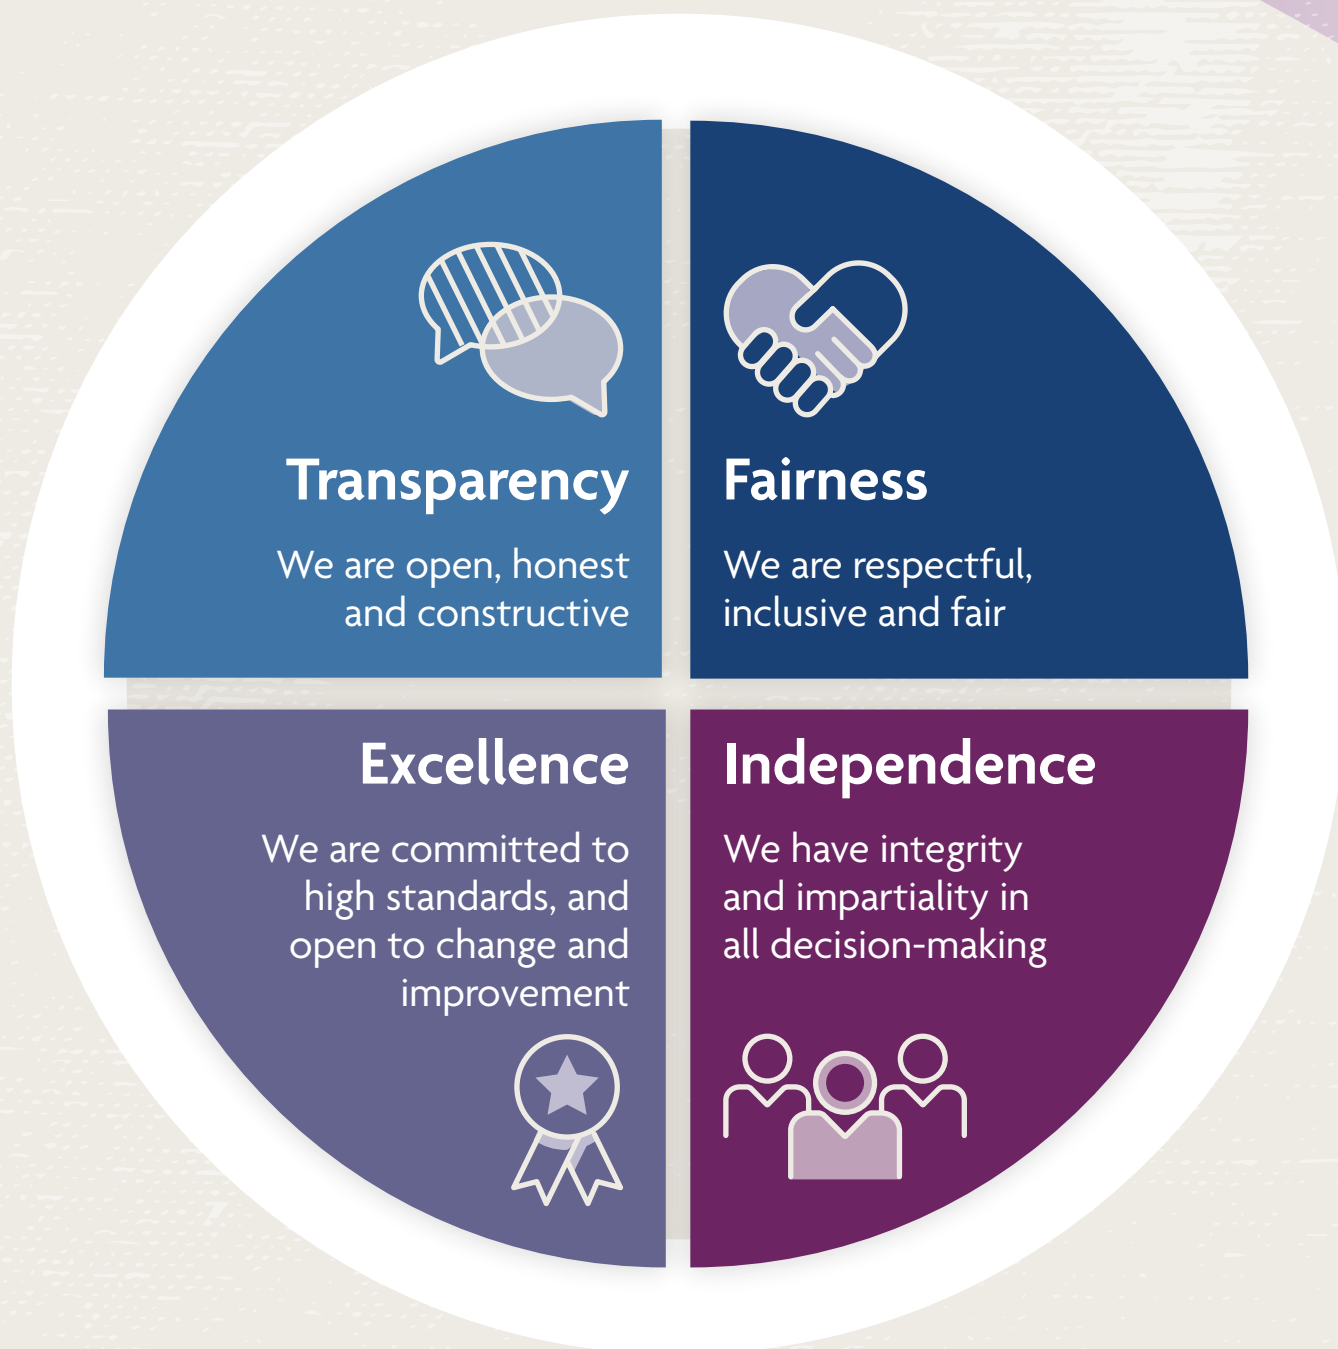 Transparency
We are open, honest
and constructive
Fairness
We are respectful,
inclusive and fair
Excellence
We are committed to
high standards, and
open to change and
improvement
Independence
We have integrity
and impartiality in
all decision-making